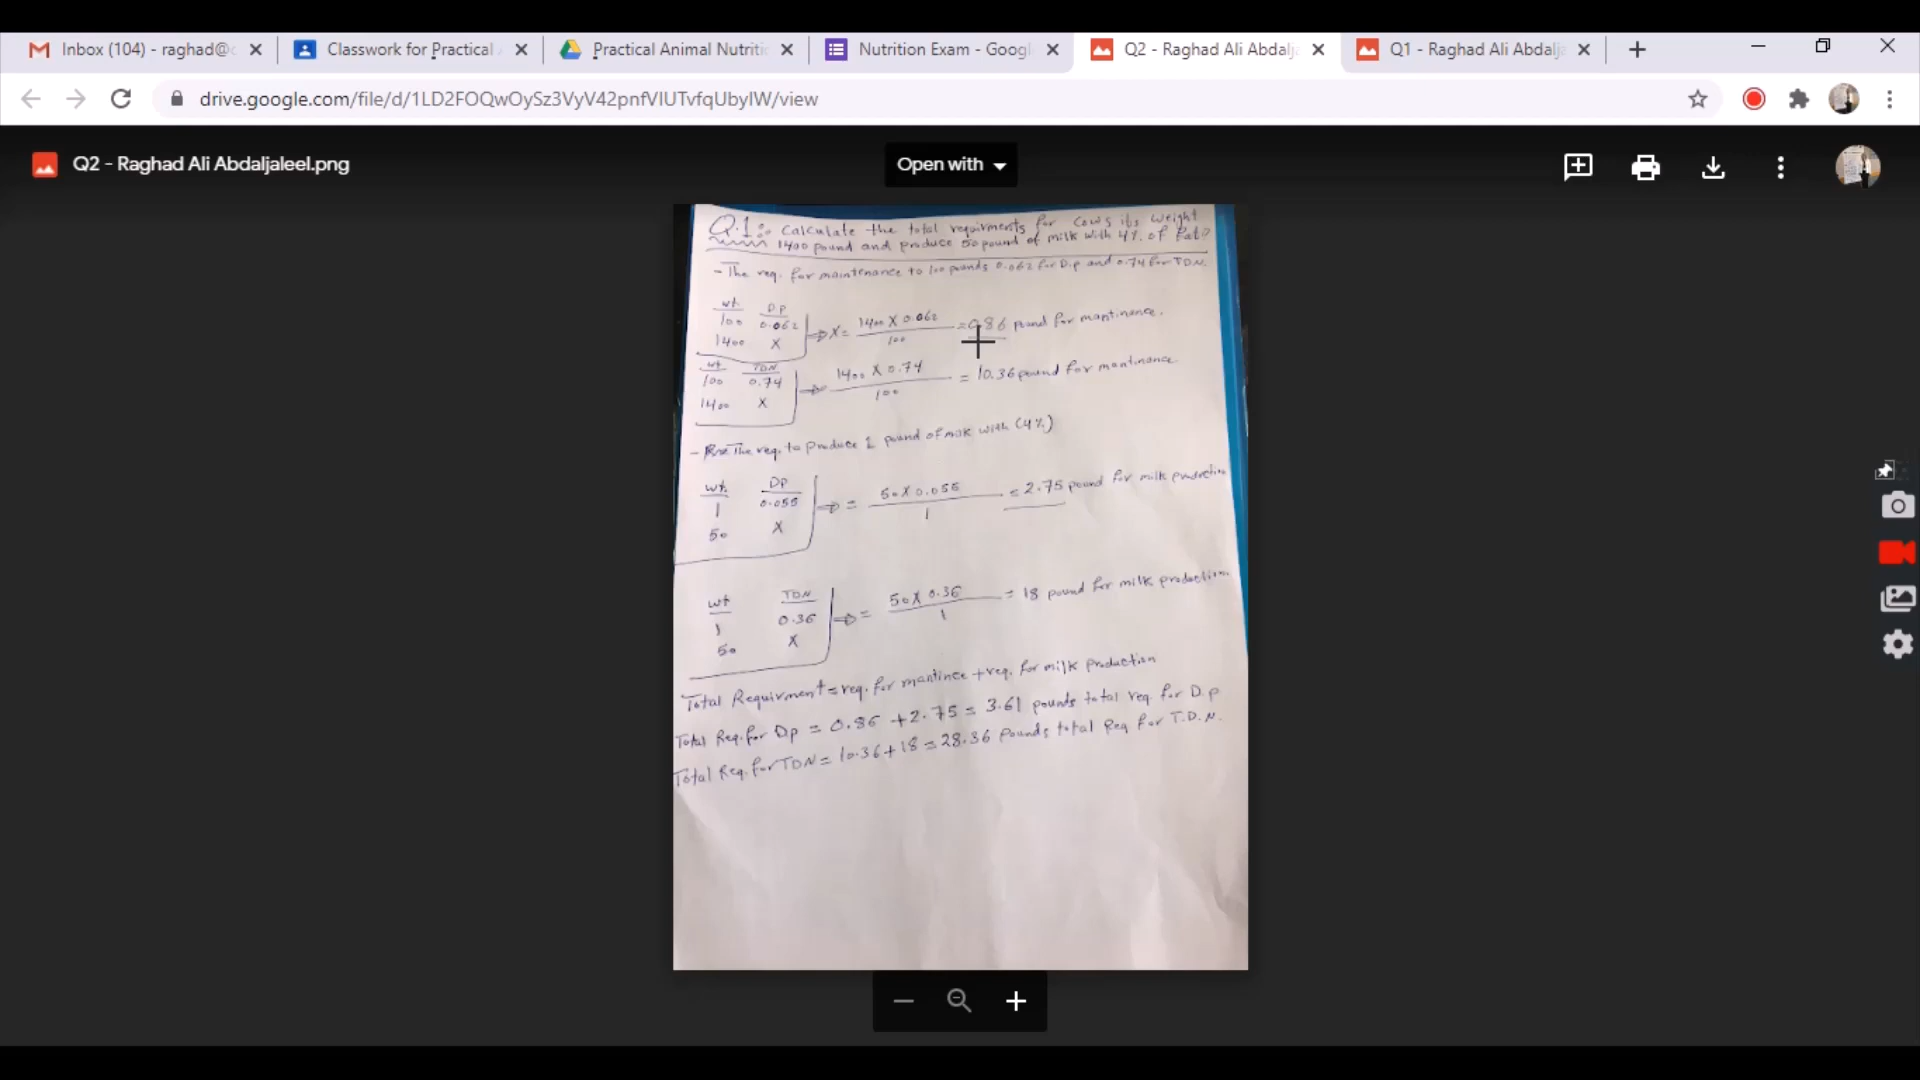 Inbox (104) - raghad@
Classwork for Practical
Practical Animal Nutriti
Nutrition Exam - Googl
Q2 - Raghad Ali Abdalj
Q1 - Raghad Ali Abdalj
drive.google.com/file/d/1LD2FOQwOySz3VyV42pnfVIUTvfqUbyIW/view
Q2 - Raghad Ali Abdaljaleel.png
Open with
Q.1: Calculate the total requirments for cows its weight
1400 pound and produce 50 pound of milk with 4% of fat?
- The req. for maintenance to 100 pounds 0.062 for D.p and 0.74 for TDN.
wt. DP
100 0.062 ⇒ X = 1400 X 0.062 / 100 = 0.86 pound for mantinance.
1400 X
wt TDN
100 0.74 ⇒ 1400 X 0.74 / 100 = 10.36 pound for mantinance
1400 X
- The req. to produce 1 pound of milk with (4%)
wt. DP
1 0.055 ⇒ = 50 X 0.055 / 1 = 2.75 pound for milk production
50 X
wt TDN
1 0.36 ⇒ = 50 X 0.36 / 1 = 18 pound for milk production
50 X
Total Requirment = req. for mantince + req. for milk production
Total Req. for Dp = 0.86 + 2.75 = 3.61 pounds total req. for D.p
Total Req. for TDN = 10.36 + 18 = 28.36 pounds total Req for T.D.N.